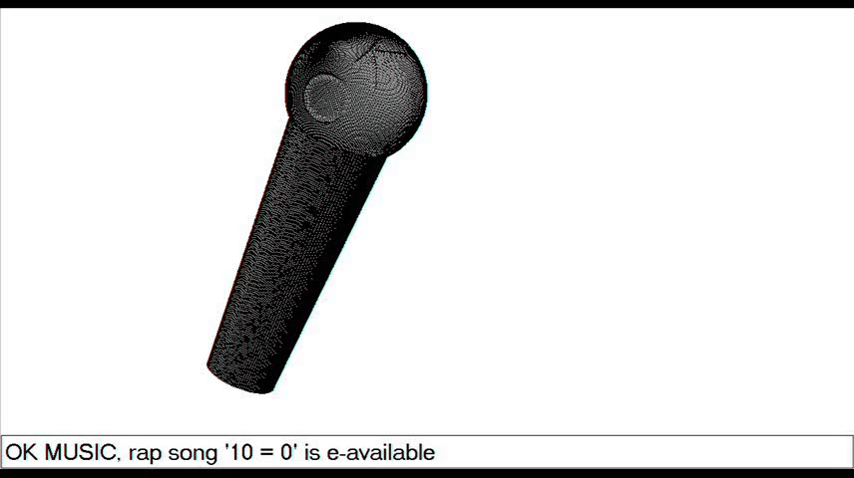 OK MUSIC, rap song '10 = 0' is e-available